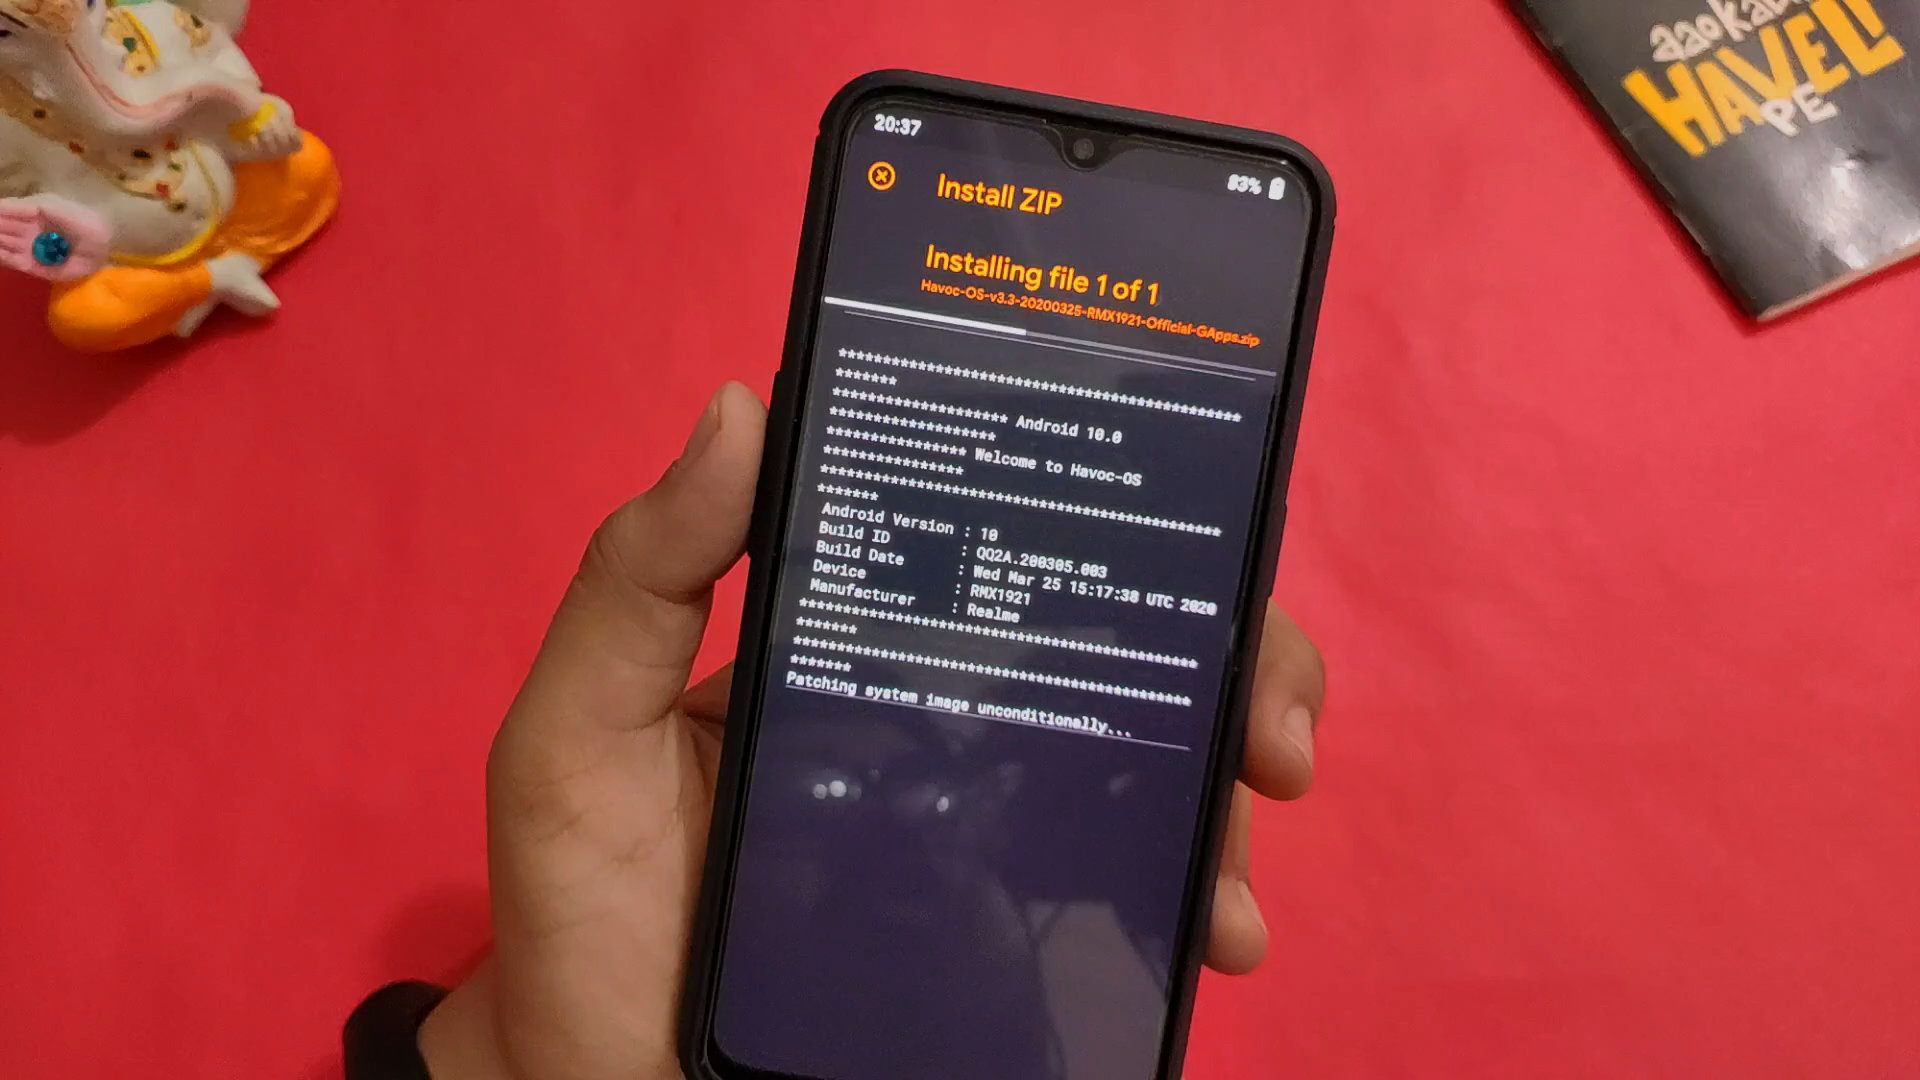 20:37
83%
Install ZIP
Installing file 1 of 1
Havoc-OS-v3.3-20200325-RMX1921-Official-GApps.zip
**************************************************
*******
******************** Android 10.0
*******************
**************** Welcome to Havoc-OS
****************
**************************************************
*******
Android Version : 10
Build ID : QQ2A.200305.003
Build Date : Wed Mar 25 15:17:38 UTC 2020
Device : RMX1921
Manufacturer : Realme
**************************************************
*******
**************************************************
*******
Patching system image unconditionally...
HAVELI
PE